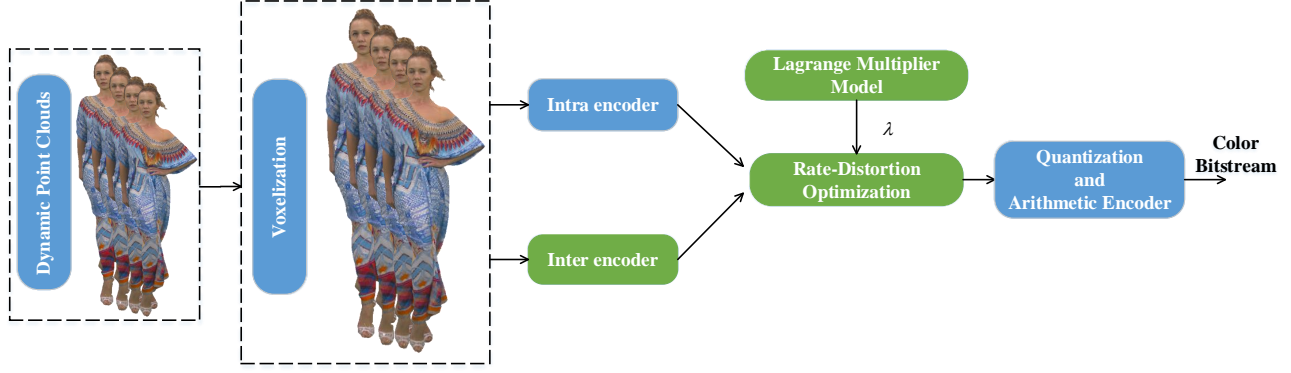 Dynamic Point Clouds
Voxelization
Intra encoder
Inter encoder
Lagrange Multiplier
Model
λ
Rate-Distortion
Optimization
Quantization
and
Arithmetic Encoder
Color
Bitstream